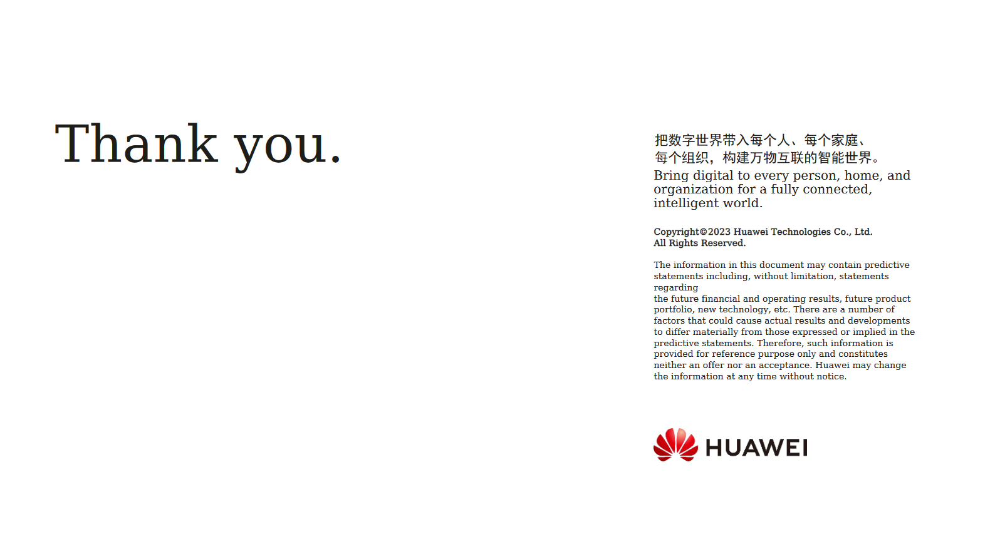 Thank you.
把数字世界带入每个人、每个家庭、
每个组织，构建万物互联的智能世界。
Bring digital to every person, home, and
organization for a fully connected,
intelligent world.
Copyright©2023 Huawei Technologies Co., Ltd.
All Rights Reserved.
The information in this document may contain predictive
statements including, without limitation, statements
regarding
the future financial and operating results, future product
portfolio, new technology, etc. There are a number of
factors that could cause actual results and developments
to differ materially from those expressed or implied in the
predictive statements. Therefore, such information is
provided for reference purpose only and constitutes
neither an offer nor an acceptance. Huawei may change
the information at any time without notice.
HUAWEI